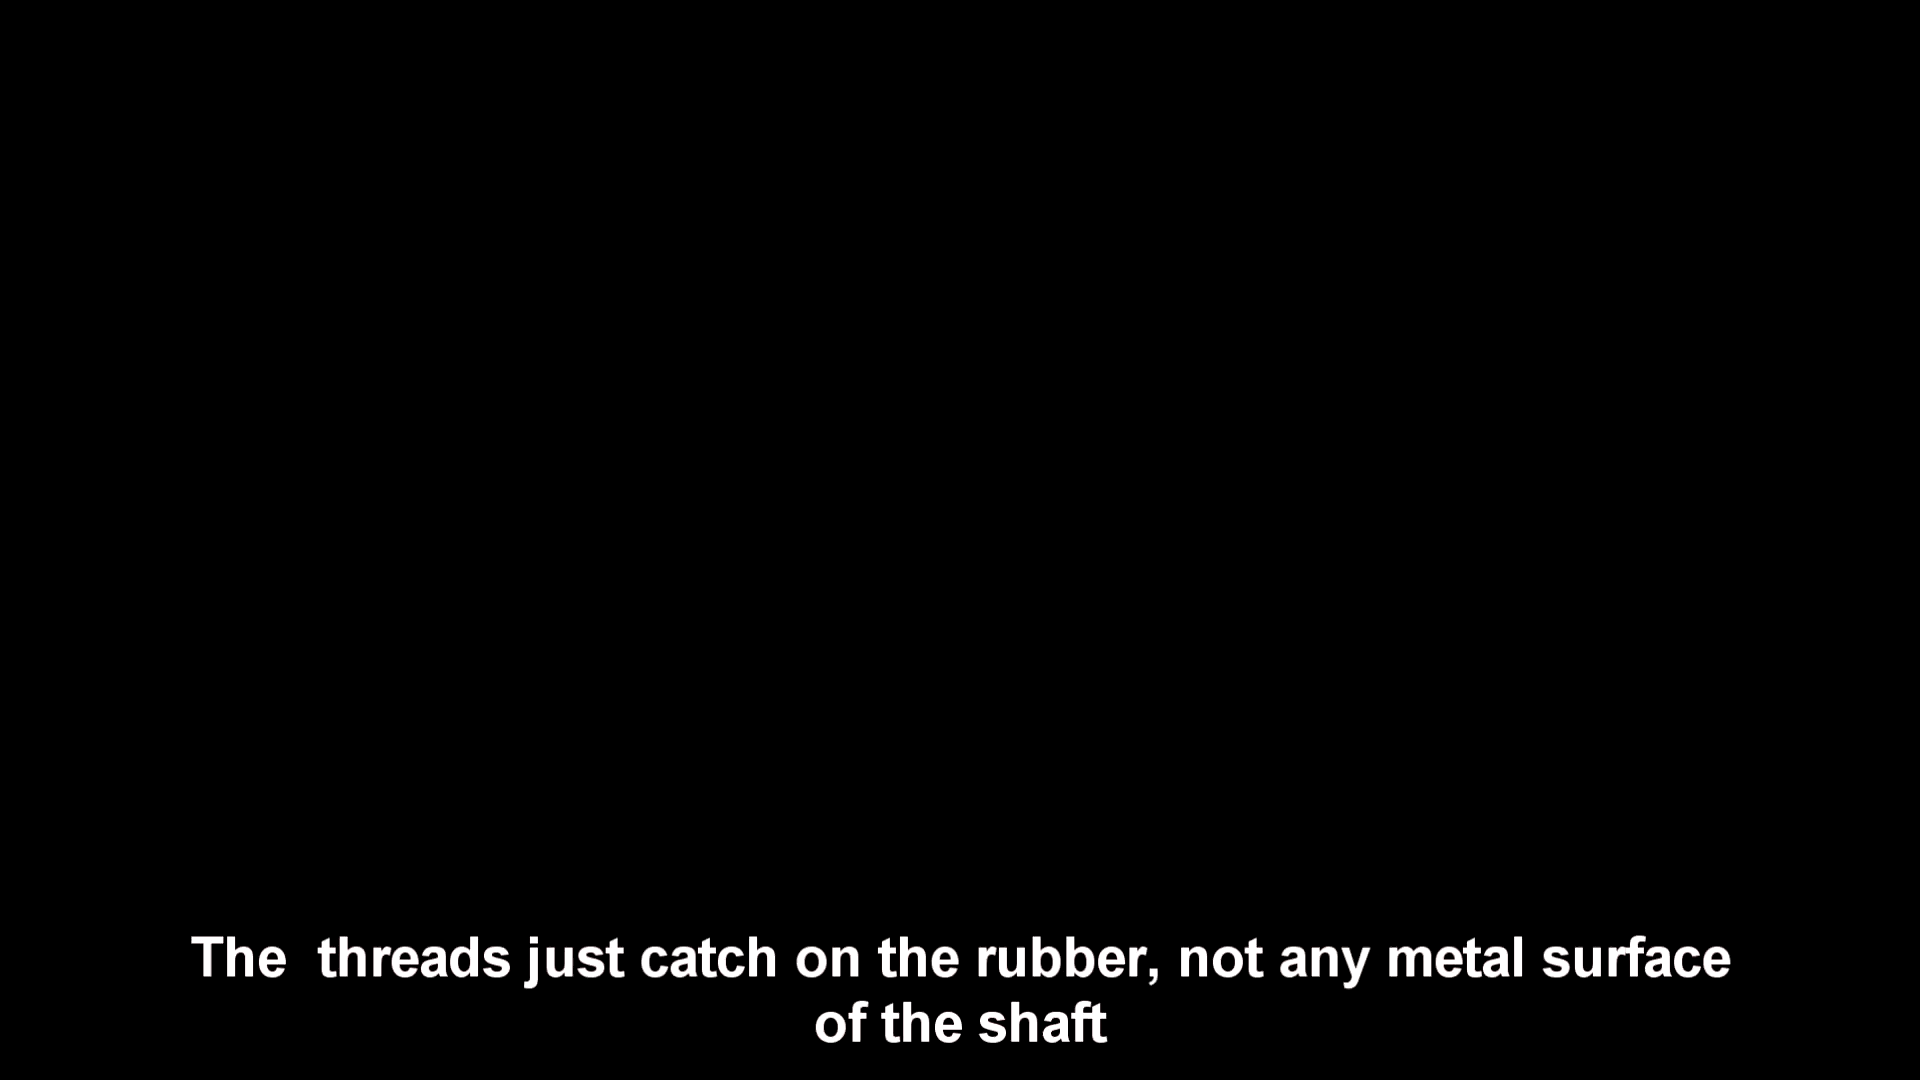 The  threads just catch on the rubber, not any metal surface
of the shaft